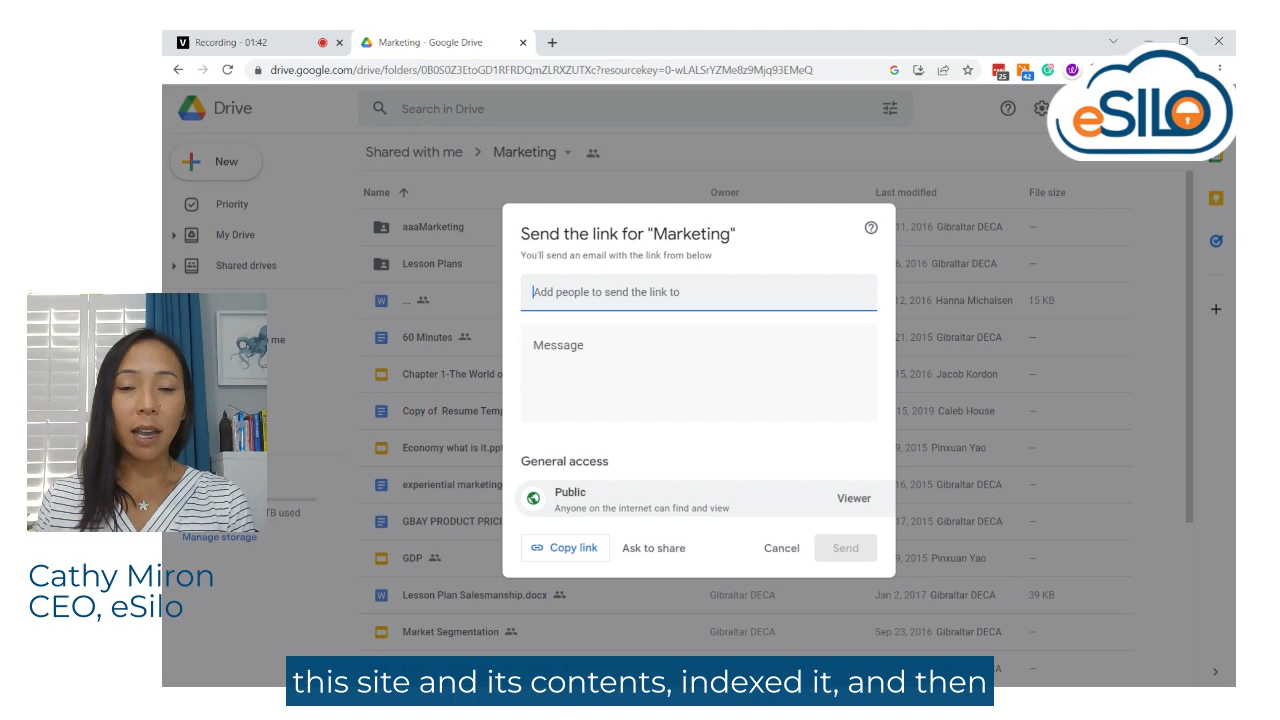 Recording - 01:42
Marketing - Google Drive
drive.google.com/drive/folders/0B0S0Z3EtoGD1RFRDQmZLRXZUTXc?resourcekey=0-wLALSrYZMe8z9Mjq93EMeQ
25
42
eSILO
Drive
Search in Drive
Shared with me > Marketing
New
Name
Owner
Last modified
File size
Priority
My Drive
Shared drives
me
TB used
Manage storage
aaaMarketing
11, 2016 Gibraltar DECA
—
Lesson Plans
6, 2016 Gibraltar DECA
—
...
12, 2016 Hanna Michalsen
15 KB
60 Minutes
21, 2015 Gibraltar DECA
—
Chapter 1-The World o
15, 2016 Jacob Kordon
—
Copy of Resume Temp
15, 2019 Caleb House
—
Economy what is it.ppt
9, 2015 Pinxuan Yao
—
experiential marketing
16, 2015 Gibraltar DECA
—
GBAY PRODUCT PRICI
17, 2015 Gibraltar DECA
—
GDP
9, 2015 Pinxuan Yao
—
Lesson Plan Salesmanship.docx
Gibraltar DECA
Jan 2, 2017 Gibraltar DECA
39 KB
Market Segmentation
Gibraltar DECA
Sep 23, 2016 Gibraltar DECA
—
Send the link for "Marketing"
You'll send an email with the link from below
Add people to send the link to
Message
General access
Public
Anyone on the internet can find and view
Viewer
Copy link
Ask to share
Cancel
Send
Cathy Miron
CEO, eSilo
this site and its contents, indexed it, and then